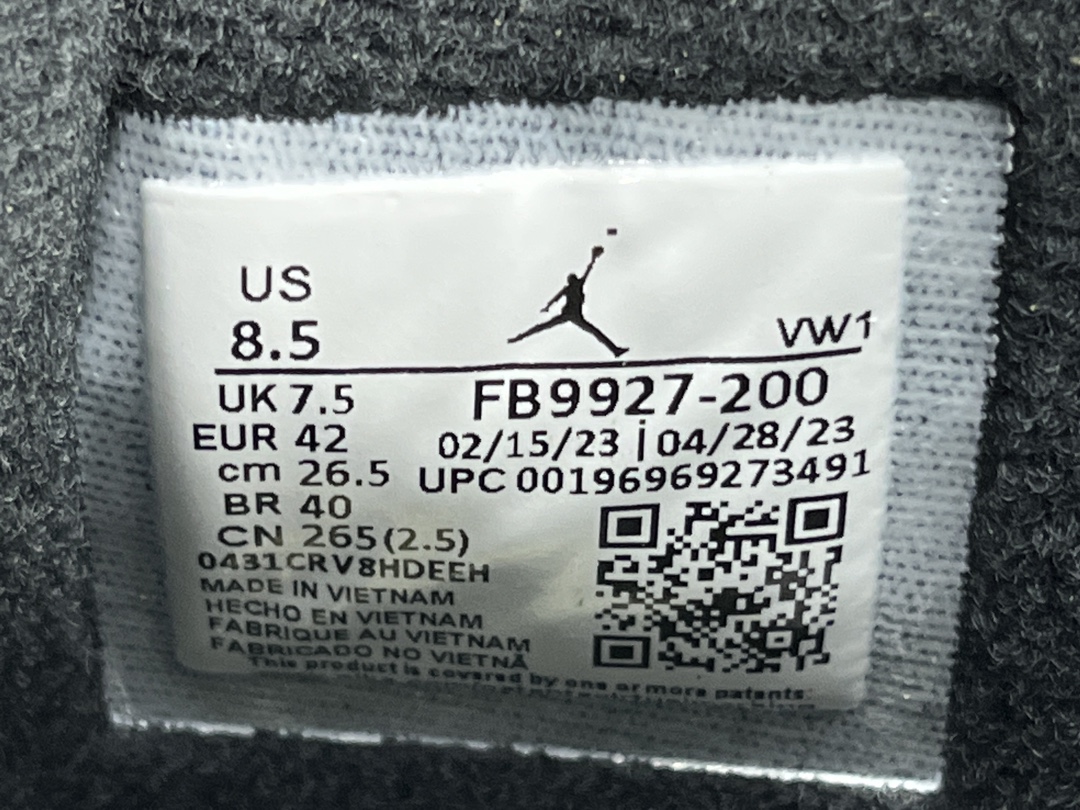 US
8.5
VW1
UK 7.5
FB9927-200
EUR 42
02/15/23 | 04/28/23
cm 26.5
UPC 00196969273491
BR 40
CN 265(2.5)
0431CRV8HDEEH
MADE IN VIETNAM
HECHO EN VIETNAM
FABRIQUE AU VIETNAM
FABRICADO NO VIETNÃ
This product is covered by one or more patents.